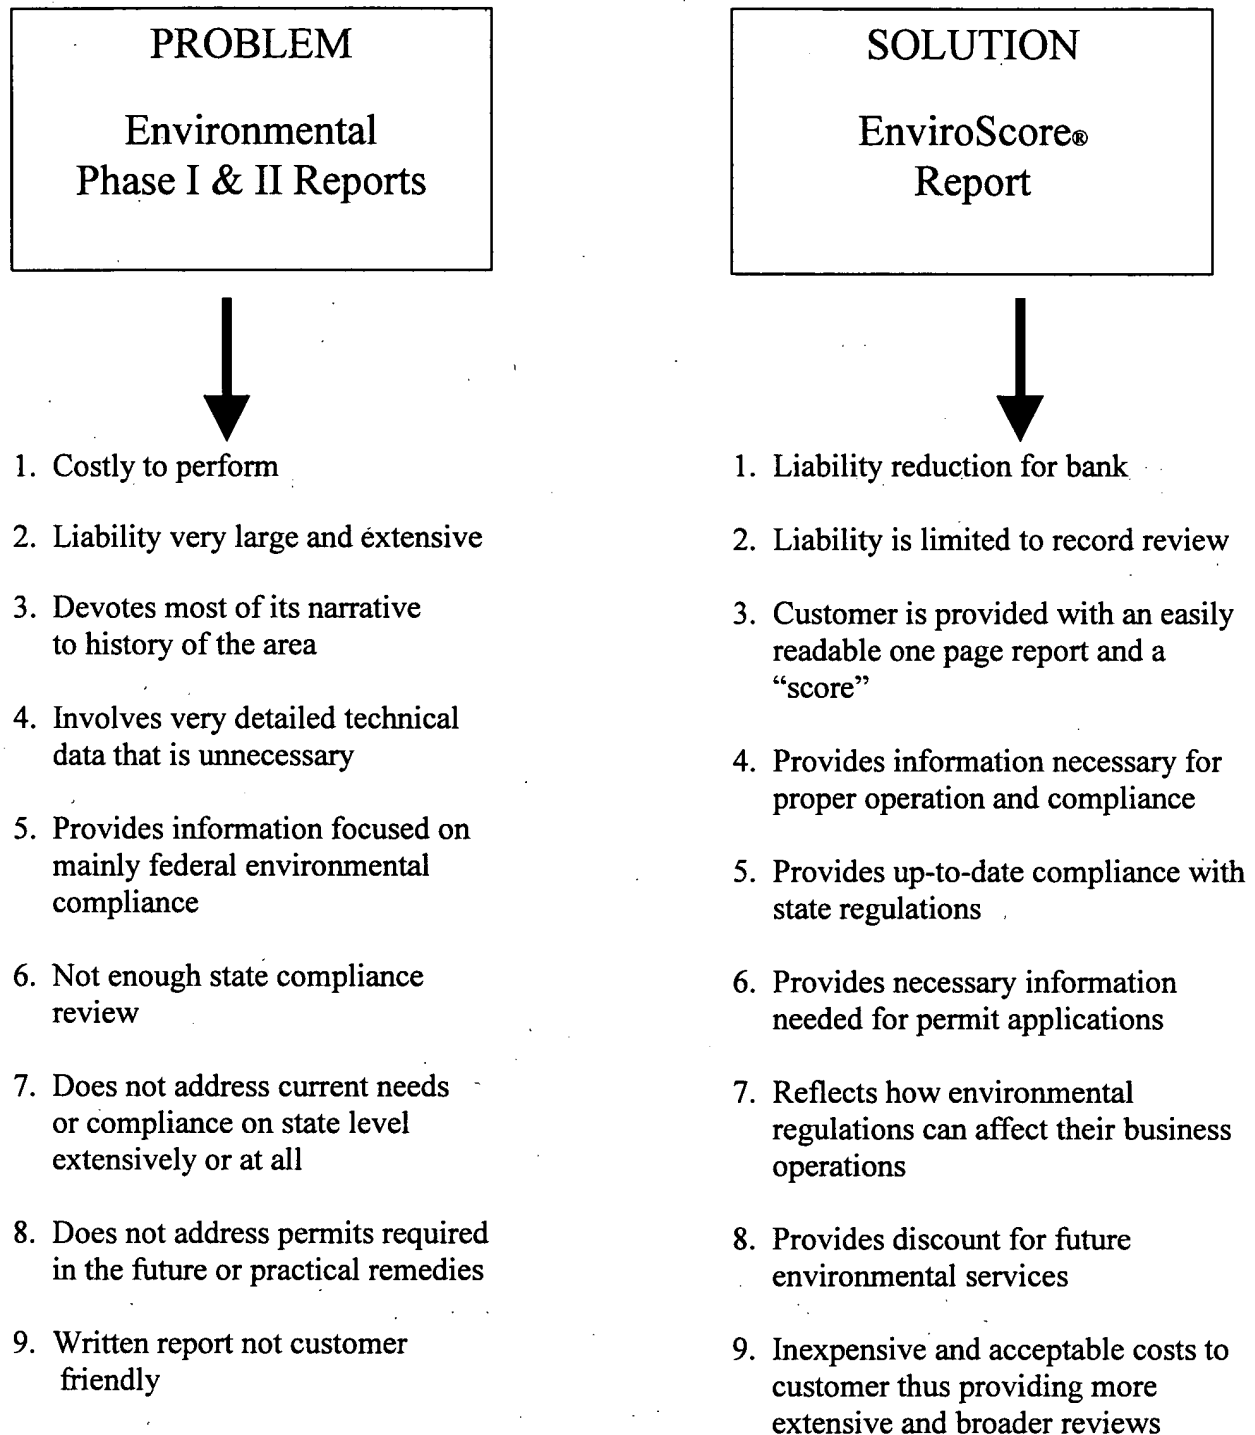 PROBLEM
Environmental
Phase I & II Reports
1. Costly to perform
2. Liability very large and extensive
3. Devotes most of its narrative
to history of the area
4. Involves very detailed technical
data that is unnecessary
5. Provides information focused on
mainly federal environmental
compliance
6. Not enough state compliance
review
7. Does not address current needs
or compliance on state level
extensively or at all
8. Does not address permits required
in the future or practical remedies
9. Written report not customer
friendly
SOLUTION
EnviroScore®
Report
1. Liability reduction for bank
2. Liability is limited to record review
3. Customer is provided with an easily
readable one page report and a
“score”
4. Provides information necessary for
proper operation and compliance
5. Provides up-to-date compliance with
state regulations
6. Provides necessary information
needed for permit applications
7. Reflects how environmental
regulations can affect their business
operations
8. Provides discount for future
environmental services
9. Inexpensive and acceptable costs to
customer thus providing more
extensive and broader reviews